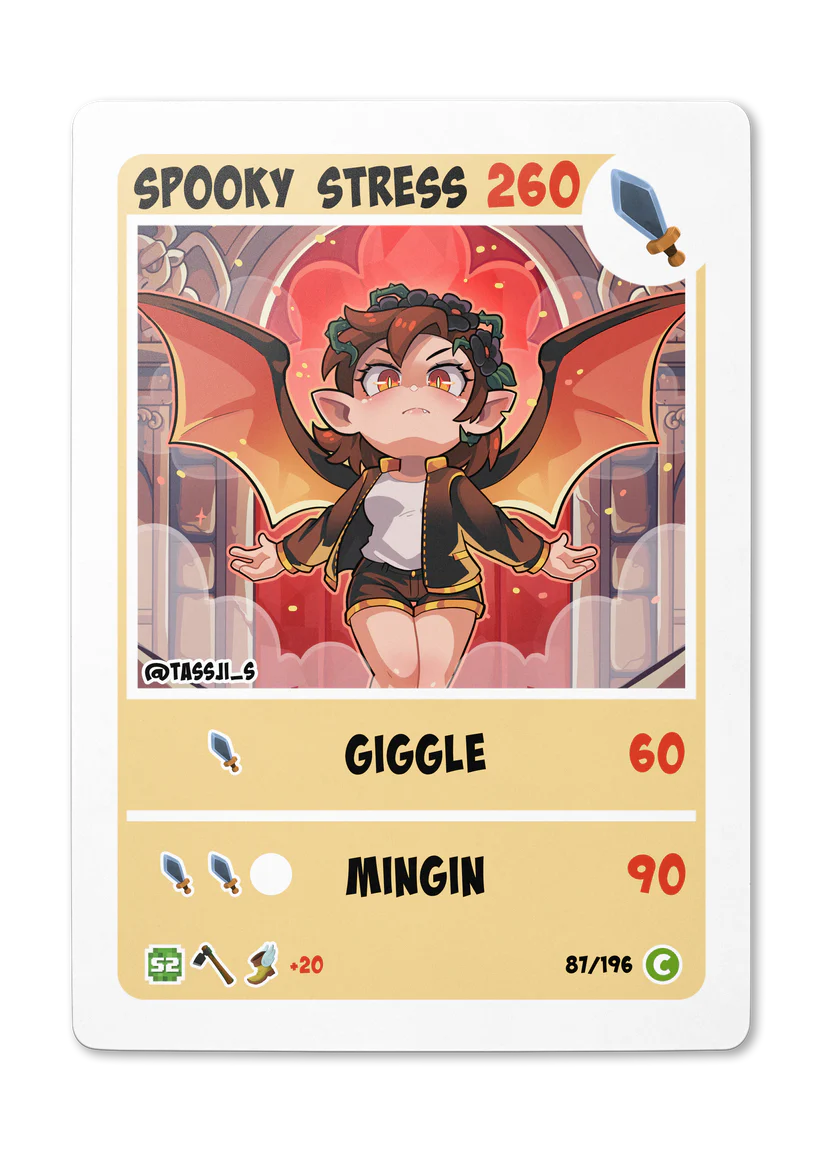 SPOOKY STRESS 260
@TASSJI_S
GIGGLE 60
MINGIN 90
S2 +20 87/196 C